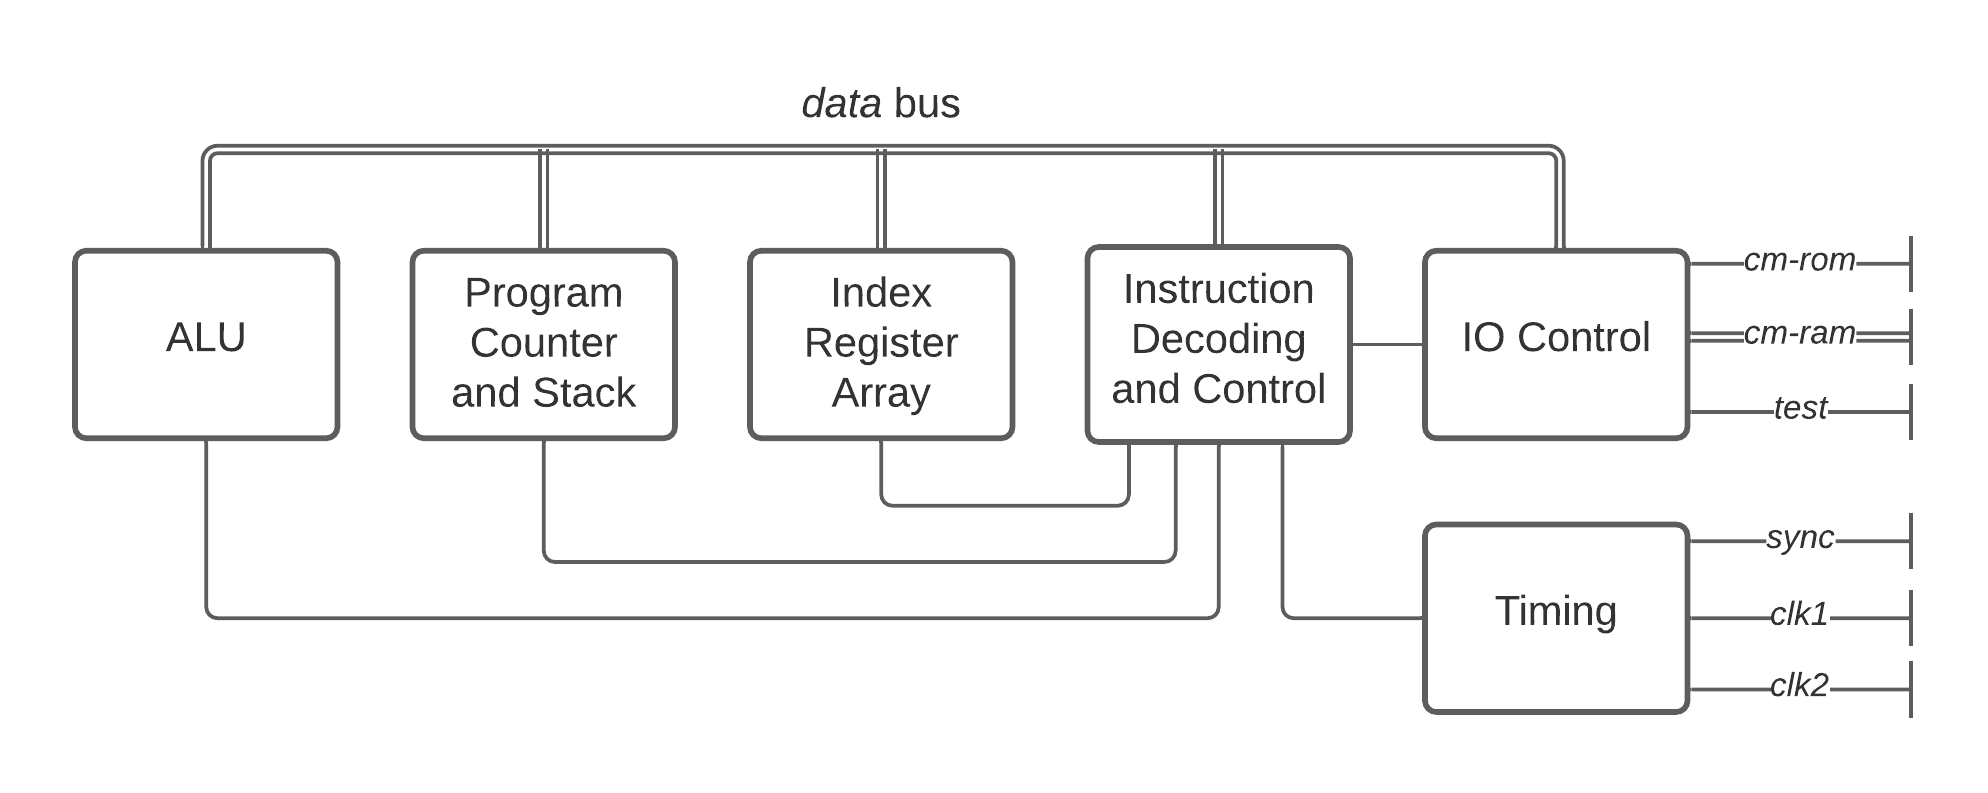 data bus
ALU
Program
Counter
and Stack
Index
Register
Array
Instruction
Decoding
and Control
IO Control
cm-rom
cm-ram
test
Timing
sync
clk1
clk2